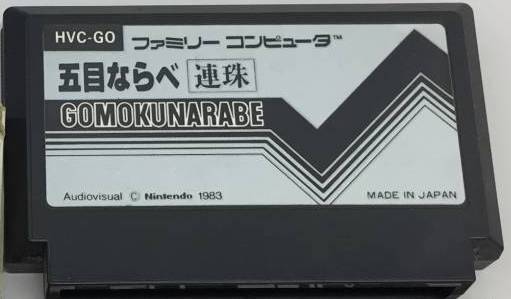 HVC-GO ファミリー コンピュータ™
五目ならべ 連珠
GOMOKUNARABE
Audiovisual © Nintendo 1983 MADE IN JAPAN